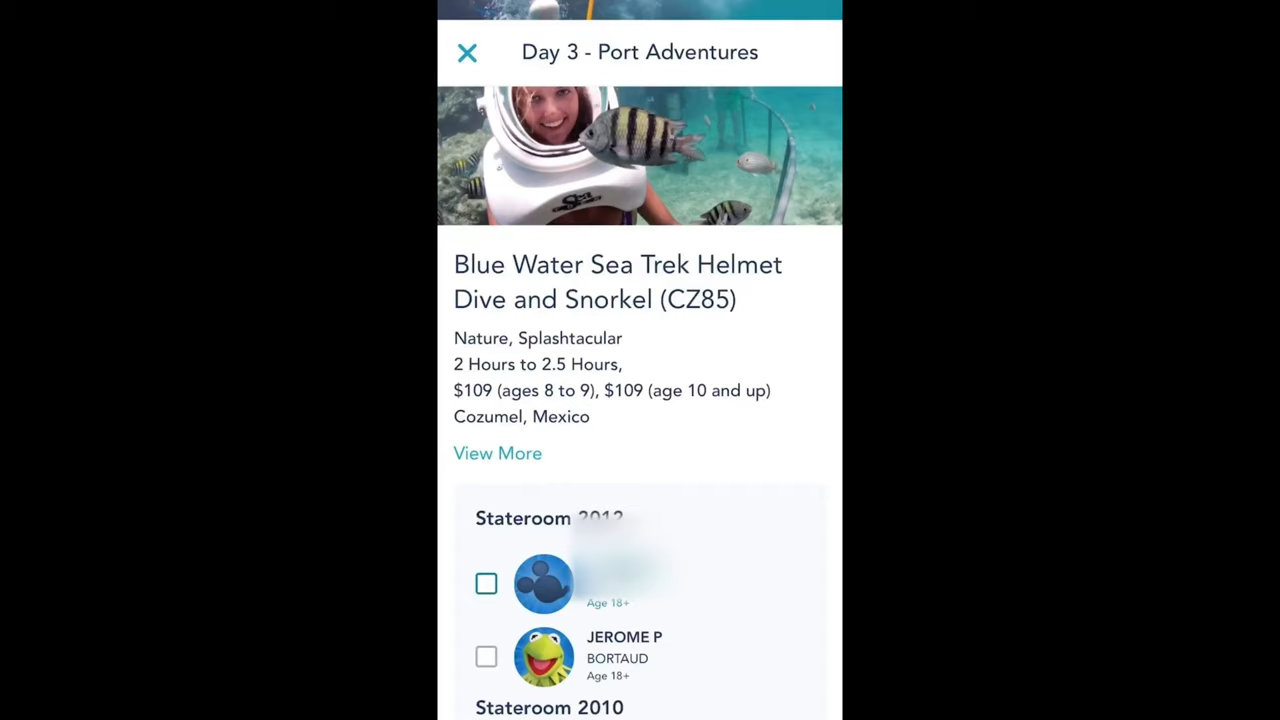 Day 3 - Port Adventures
Blue Water Sea Trek Helmet
Dive and Snorkel (CZ85)
Nature, Splashtacular
2 Hours to 2.5 Hours,
$109 (ages 8 to 9), $109 (age 10 and up)
Cozumel, Mexico
View More
Stateroom 2012
Age 18+
JEROME P
BORTAUD
Age 18+
Stateroom 2010